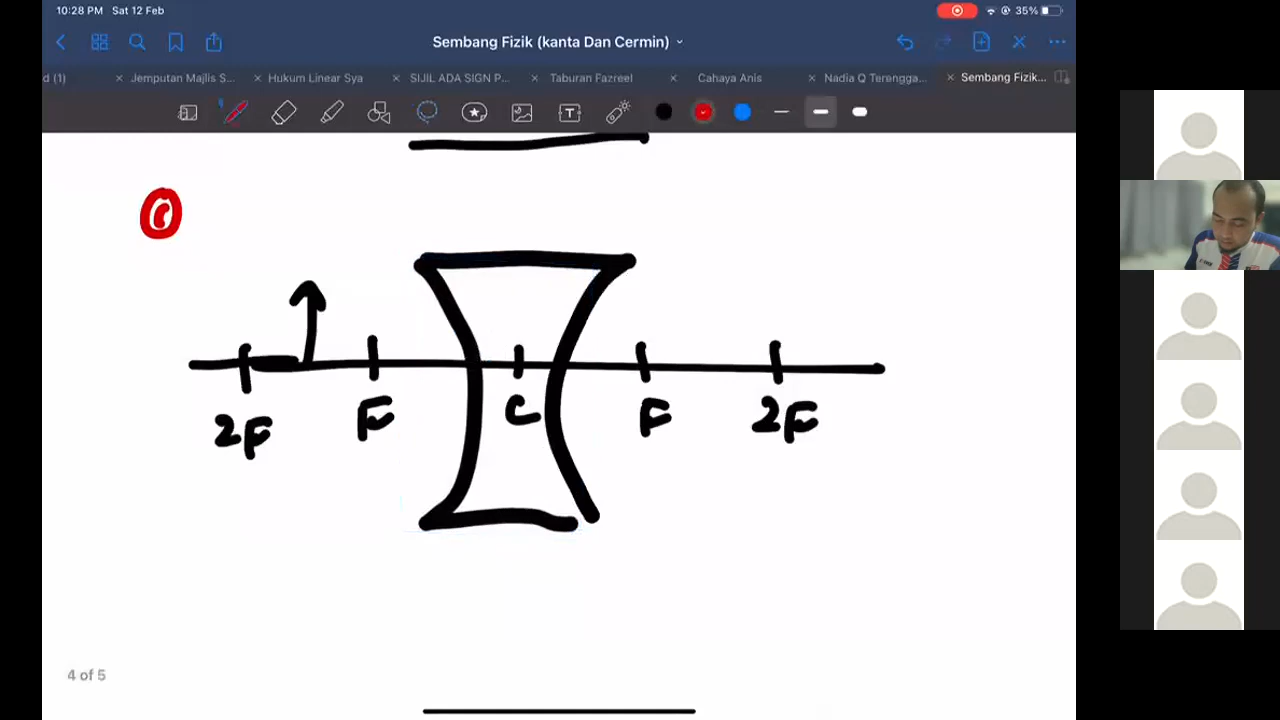 10:28 PM Sat 12 Feb
35%
Sembang Fizik (kanta Dan Cermin)
d (1)
Jemputan Majlis S...
Hukum Linear Sya
SIJIL ADA SIGN P...
Taburan Fazreel
Cahaya Anis
Nadia Q Terengga...
Sembang Fizik...
2F F C F 2F
4 of 5